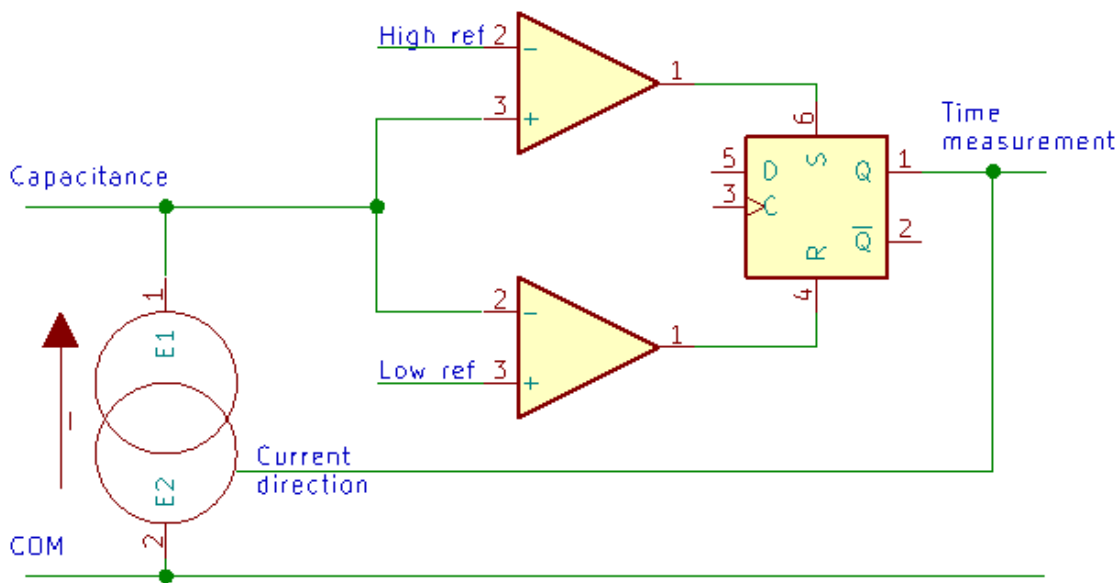 High ref
2
-
1
3
+
6
S
5
D
Q
1
3
C
Q
2
R
4
Time
measurement
Capacitance
2
-
1
Low ref
3
+
1
E1
I
E2
2
Current
direction
COM